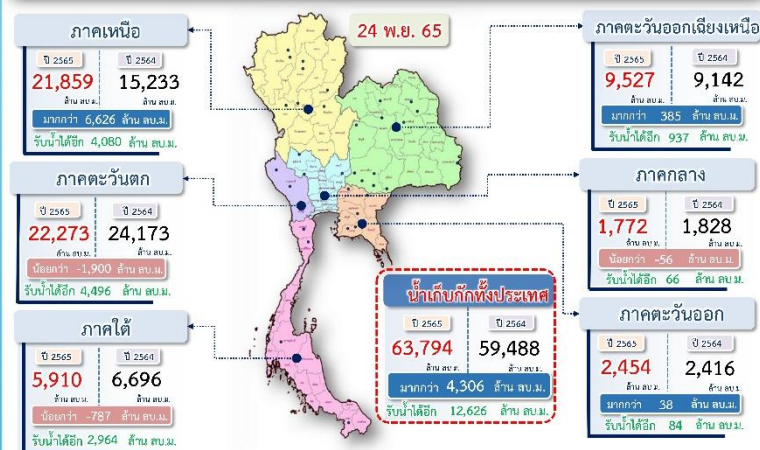 24 พ.ย. 65
ภาคเหนือ
ปี 2565 ปี 2564
21,859 15,233
ล้าน ลบ.ม. ล้าน ลบ.ม.
มากกว่า 6,626 ล้าน ลบ.ม.
รับน้ำได้อีก 4,080 ล้าน ลบ.ม.
ภาคตะวันตก
ปี 2565 ปี 2564
22,273 24,173
ล้าน ลบ.ม. ล้าน ลบ.ม.
น้อยกว่า -1,900 ล้าน ลบ.ม.
รับน้ำได้อีก 4,496 ล้าน ลบ.ม.
ภาคใต้
ปี 2565 ปี 2564
5,910 6,696
ล้าน ลบ.ม. ล้าน ลบ.ม.
น้อยกว่า -787 ล้าน ลบ.ม.
รับน้ำได้อีก 2,964 ล้าน ลบ.ม.
น้ำเก็บกักทั้งประเทศ
ปี 2565 ปี 2564
63,794 59,488
ล้าน ลบ.ม. ล้าน ลบ.ม.
มากกว่า 4,306 ล้าน ลบ.ม.
รับน้ำได้อีก 12,626 ล้าน ลบ.ม.
ภาคตะวันออกเฉียงเหนือ
ปี 2565 ปี 2564
9,527 9,142
ล้าน ลบ.ม. ล้าน ลบ.ม.
มากกว่า 385 ล้าน ลบ.ม.
รับน้ำได้อีก 937 ล้าน ลบ.ม.
ภาคกลาง
ปี 2565 ปี 2564
1,772 1,828
ล้าน ลบ.ม. ล้าน ลบ.ม.
น้อยกว่า -56 ล้าน ลบ.ม.
รับน้ำได้อีก 66 ล้าน ลบ.ม.
ภาคตะวันออก
ปี 2565 ปี 2564
2,454 2,416
ล้าน ลบ.ม. ล้าน ลบ.ม.
มากกว่า 38 ล้าน ลบ.ม.
รับน้ำได้อีก 84 ล้าน ลบ.ม.